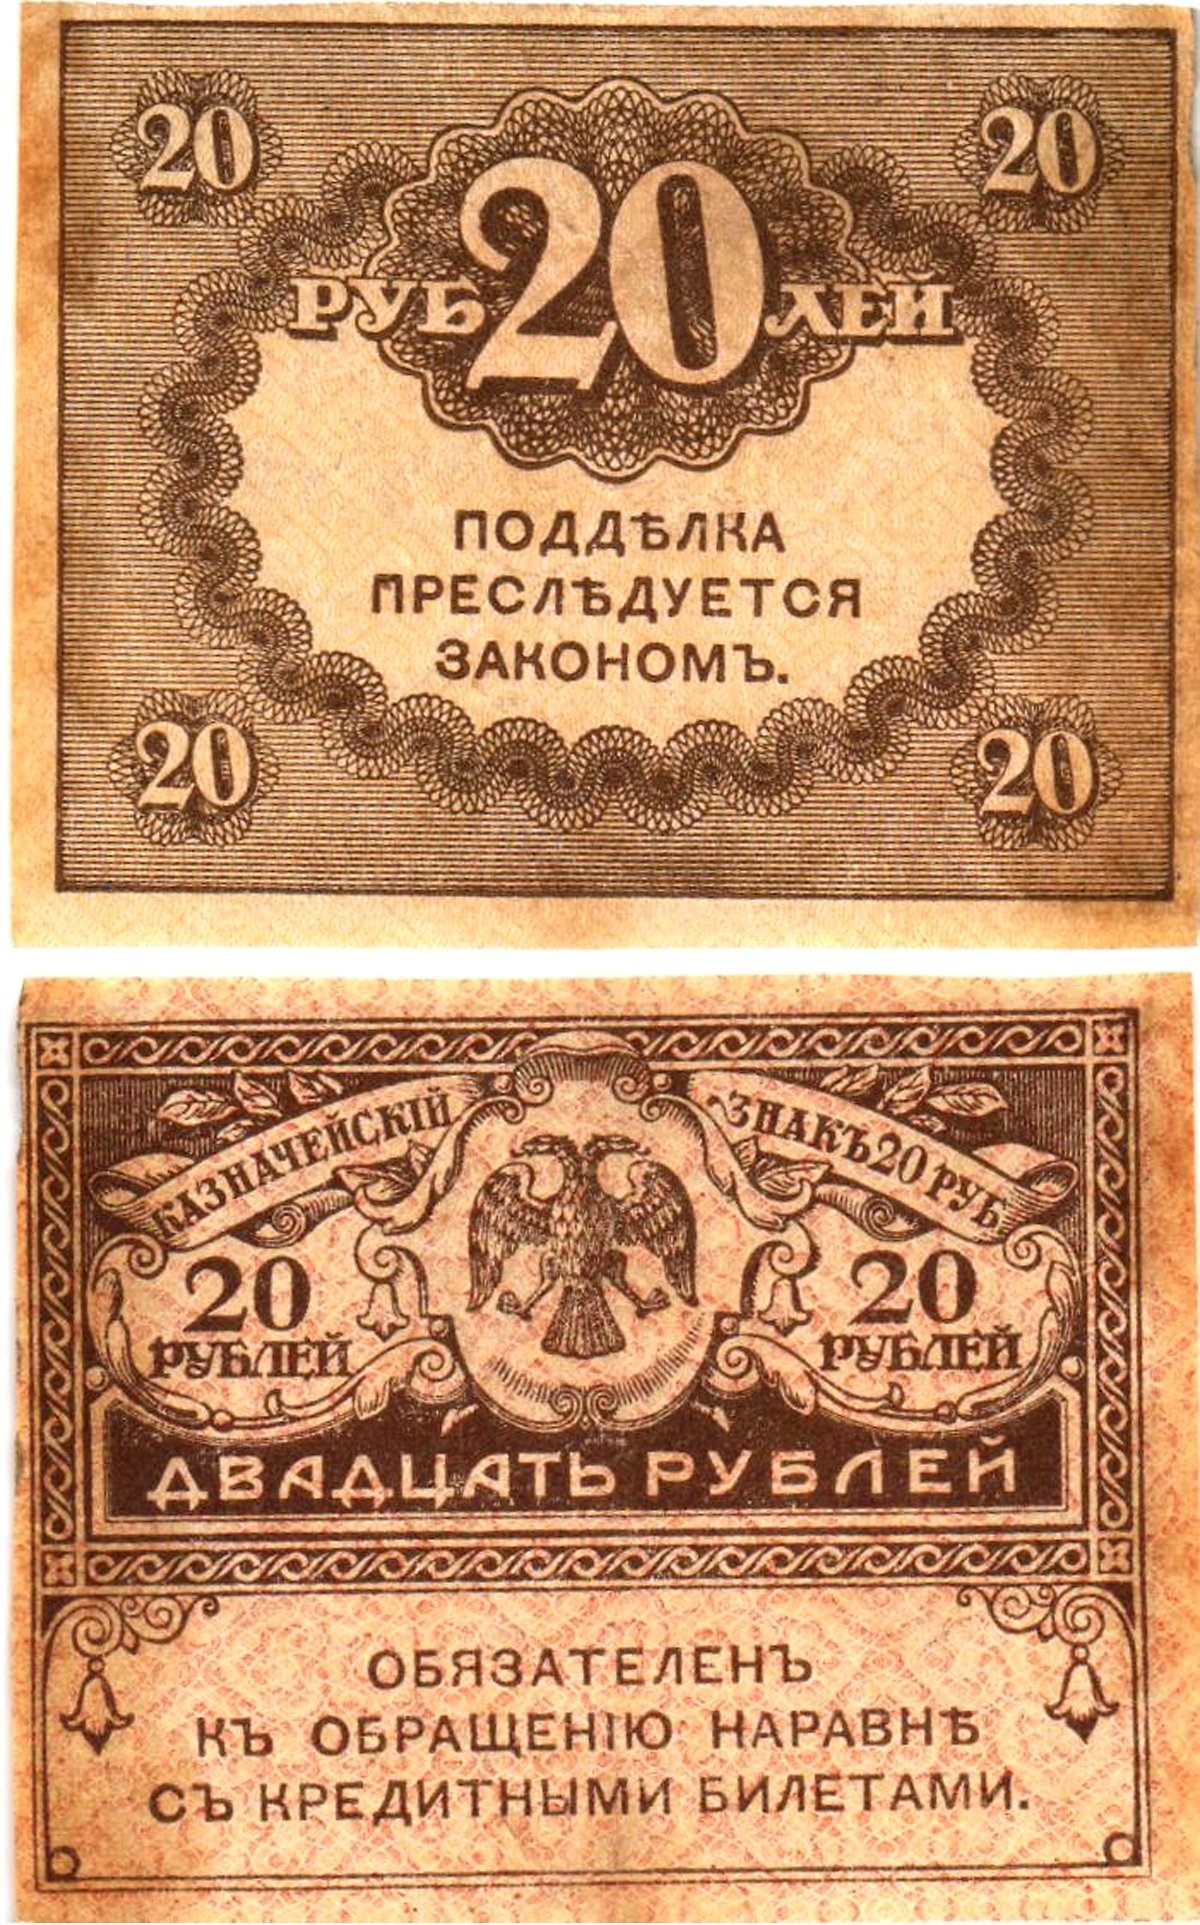 20 20
РУБ 20 ЛЕЙ
ПОДДѢЛКА
ПРЕСЛѢДУЕТСЯ
ЗАКОНОМЪ.
20 20
КАЗНАЧЕЙСКІЙ ЗНАКЪ 20 РУБ
20 20
РУБЛЕЙ РУБЛЕЙ
ДВАДЦАТЬ РУБЛЕЙ
ОБЯЗАТЕЛЕНЪ
КЪ ОБРАЩЕНІЮ НАРАВНѢ
СЪ КРЕДИТНЫМИ БИЛЕТАМИ.